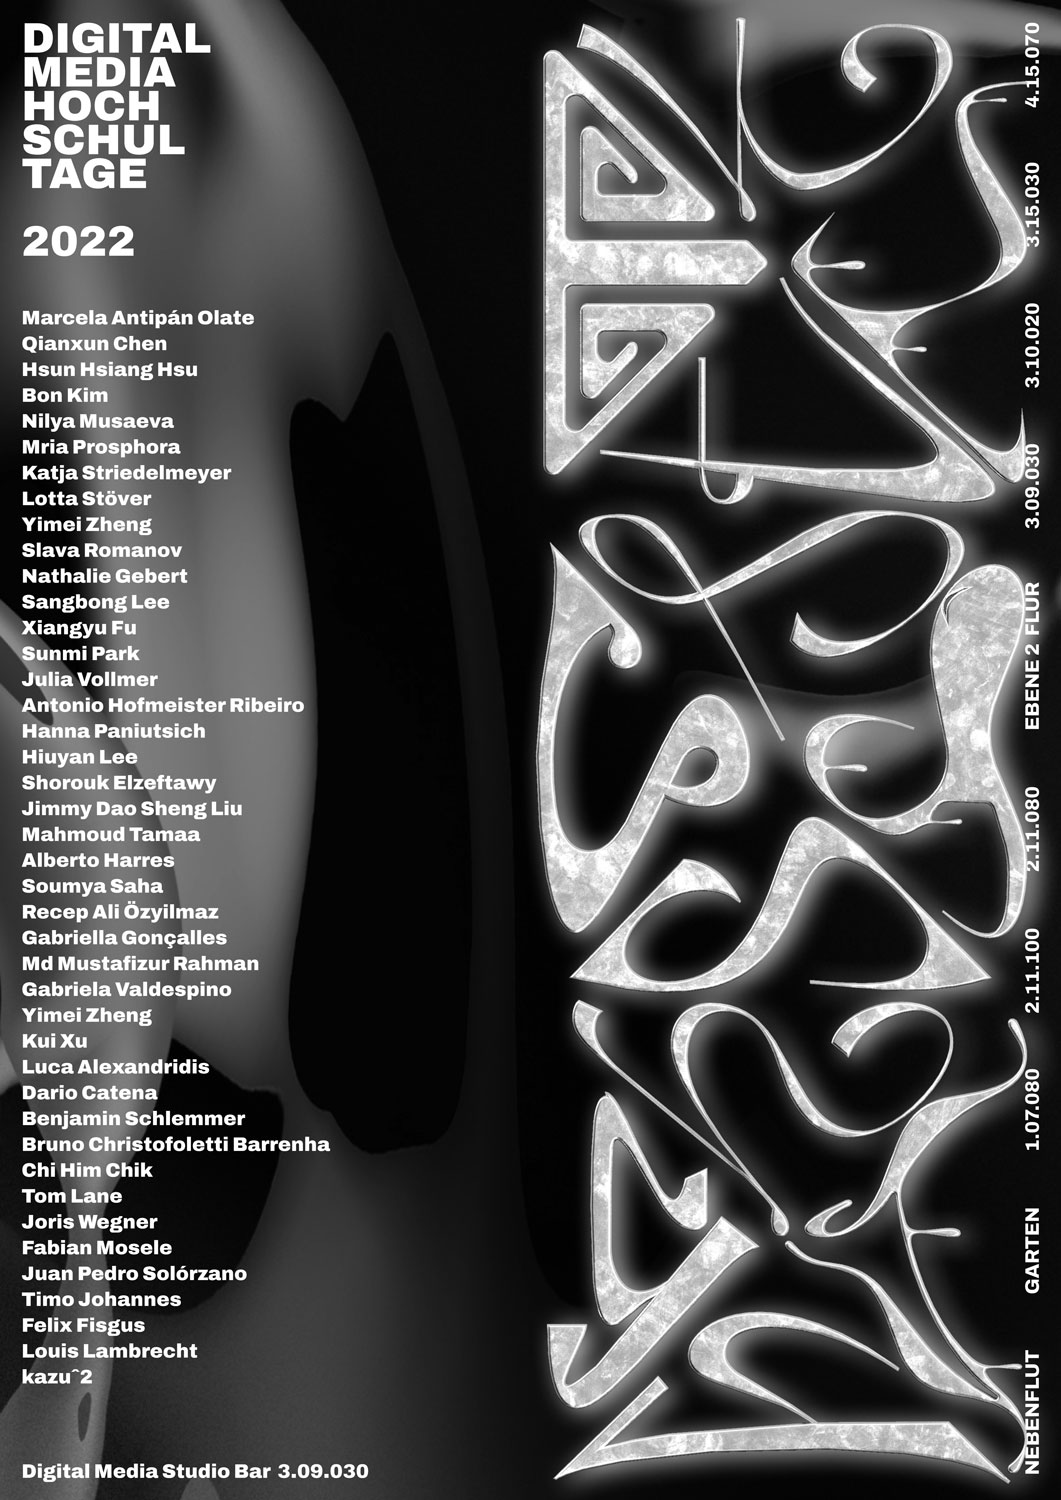 DIGITAL
MEDIA
HOCH
SCHUL
TAGE
2022
Marcela Antipán Olate
Qianxun Chen
Hsun Hsiang Hsu
Bon Kim
Nilya Musaeva
Mria Prosphora
Katja Striedelmeyer
Lotta Stöver
Yimei Zheng
Slava Romanov
Nathalie Gebert
Sangbong Lee
Xiangyu Fu
Sunmi Park
Julia Vollmer
Antonio Hofmeister Ribeiro
Hanna Paniutsich
Hiuyan Lee
Shorouk Elzeftawy
Jimmy Dao Sheng Liu
Mahmoud Tamaa
Alberto Harres
Soumya Saha
Recep Ali Özyilmaz
Gabriella Gonçalles
Md Mustafizur Rahman
Gabriela Valdespino
Yimei Zheng
Kui Xu
Luca Alexandridis
Dario Catena
Benjamin Schlemmer
Bruno Christofoletti Barrenha
Chi Him Chik
Tom Lane
Joris Wegner
Fabian Mosele
Juan Pedro Solórzano
Timo Johannes
Felix Fisgus
Louis Lambrecht
kazuˆ2
Digital Media Studio Bar 3.09.030
NEBENFLUT GARTEN 1.07.080 2.11.100 2.11.080 EBENE 2 FLUR 3.09.030 3.10.020 3.15.030 4.15.070